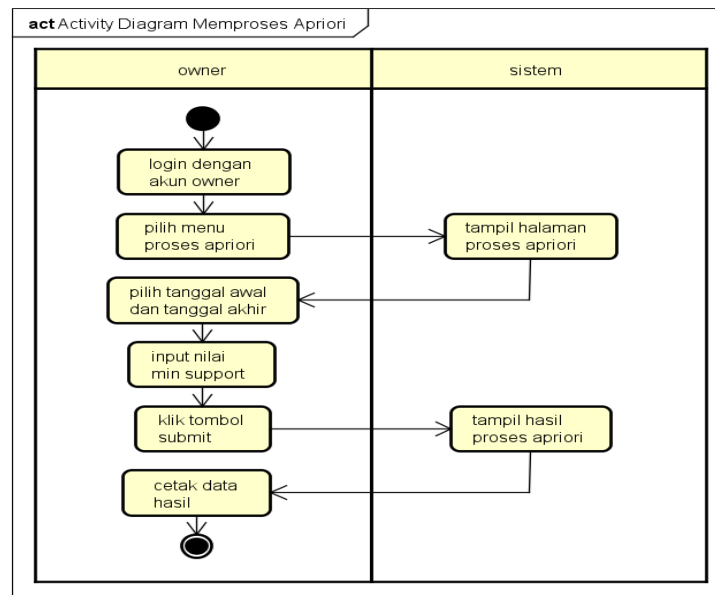 act Activity Diagram Memproses Apriori
owner
sistem
login dengan
akun owner
pilih menu
proses apriori
tampil halaman
proses apriori
pilih tanggal awal
dan tanggal akhir
input nilai
min support
klik tombol
submit
tampil hasil
proses apriori
cetak data
hasil